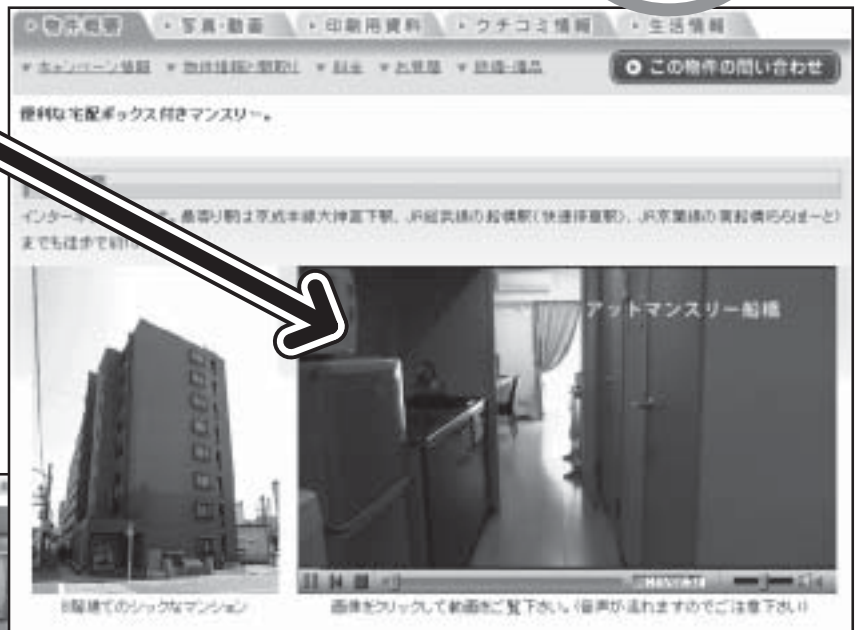 物件概要 ・写真・動画 ・印刷用資料 ・クチコミ情報 ・生活情報
▼キャンペーン情報 ▼物件情報・間取り ▼料金 ▼お部屋 ▼設備・備品
この物件の問い合わせ
便利な宅配ボックス付きマンスリー。
インターネ 。最寄り駅は京成本線大神宮下駅、JR総武線の船橋駅(快速停車駅)、JR京葉線の南船橋(ららぽーと)
までも徒歩で約1
アットマンスリー船橋
8階建てのシックなマンション
画像をクリックして動画をご覧下さい。(音声が流れますのでご注意下さい)